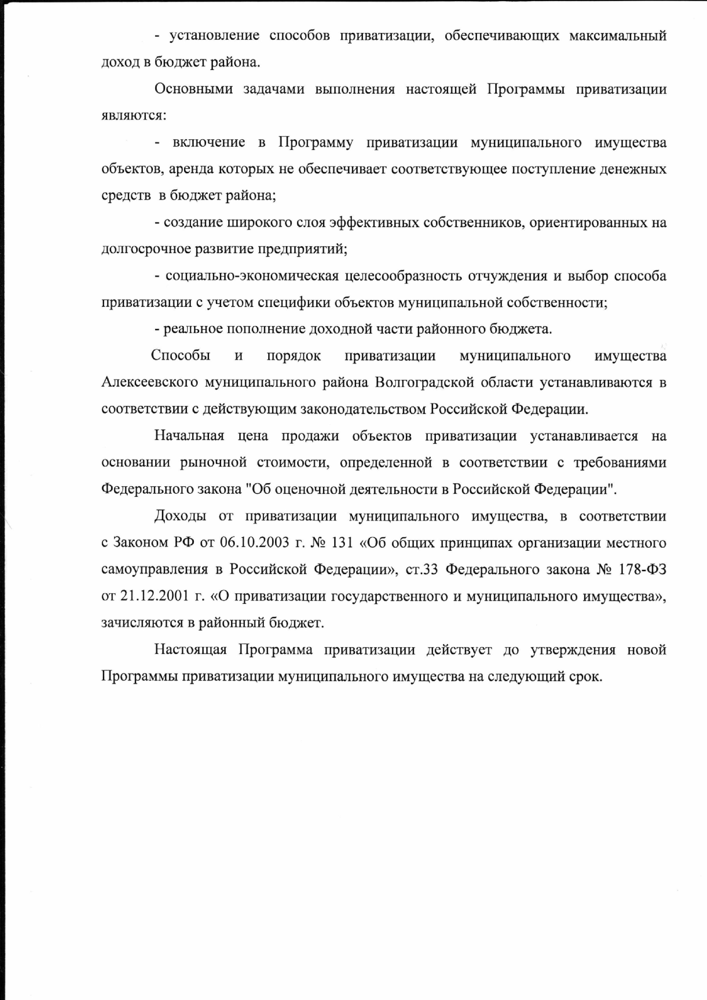 - установление способов приватизации, обеспечивающих максимальный
доход в бюджет района.
Основными задачами выполнения настоящей Программы приватизации
являются:
- включение в Программу приватизации муниципального имущества
объектов, аренда которых не обеспечивает соответствующее поступление денежных
средств в бюджет района;
- создание широкого слоя эффективных собственников, ориентированных на
долгосрочное развитие предприятий;
- социально-экономическая целесообразность отчуждения и выбор способа
приватизации с учетом специфики объектов муниципальной собственности;
- реальное пополнение доходной части районного бюджета.
Способы и порядок приватизации муниципального имущества
Алексеевского муниципального района Волгоградской области устанавливаются в
соответствии с действующим законодательством Российской Федерации.
Начальная цена продажи объектов приватизации устанавливается на
основании рыночной стоимости, определенной в соответствии с требованиями
Федерального закона "Об оценочной деятельности в Российской Федерации".
Доходы от приватизации муниципального имущества, в соответствии
с Законом РФ от 06.10.2003 г. № 131 «Об общих принципах организации местного
самоуправления в Российской Федерации», ст.33 Федерального закона № 178-ФЗ
от 21.12.2001 г. «О приватизации государственного и муниципального имущества»,
зачисляются в районный бюджет.
Настоящая Программа приватизации действует до утверждения новой
Программы приватизации муниципального имущества на следующий срок.